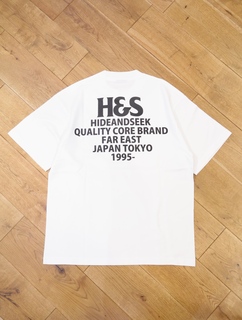 H&S
HIDEANDSEEK
QUALITY CORE BRAND
FAR EAST
JAPAN TOKYO
1995-